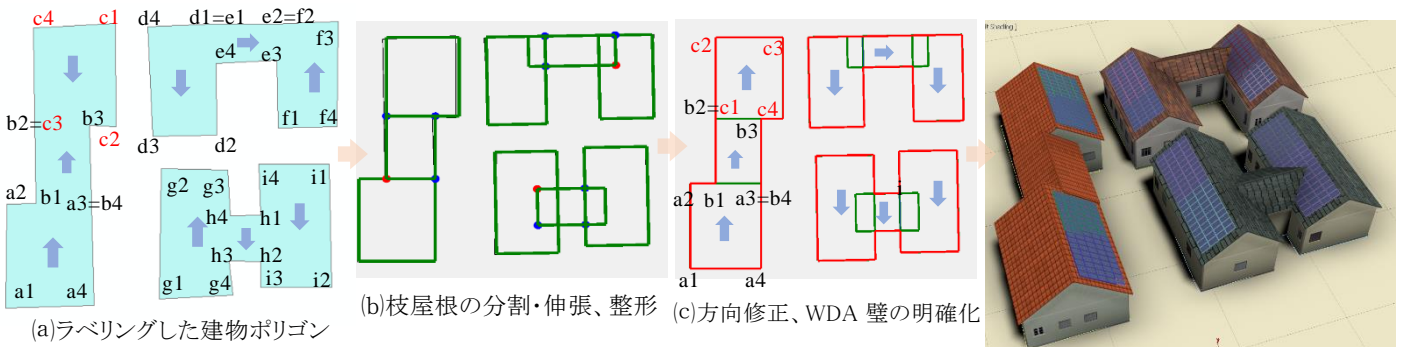 c4 c1
d4 d1=e1 e2=f2
e4 e3 f3
b2=c3 b3
c2
f1 f4
d3 d2
a2 b1 a3=b4
g2 g3 i4 i1
h4 h1
h3 h2
g1 g4 i3 i2
a1 a4
(a)ラベリングした建物ポリゴン
(b)枝屋根の分割・伸張、整形
c2 c3
b2=c1 c4
b3
a2 b1 a3=b4
i
a1 a4
(c)方向修正、WDA 璧の明確化
ft Shading ]